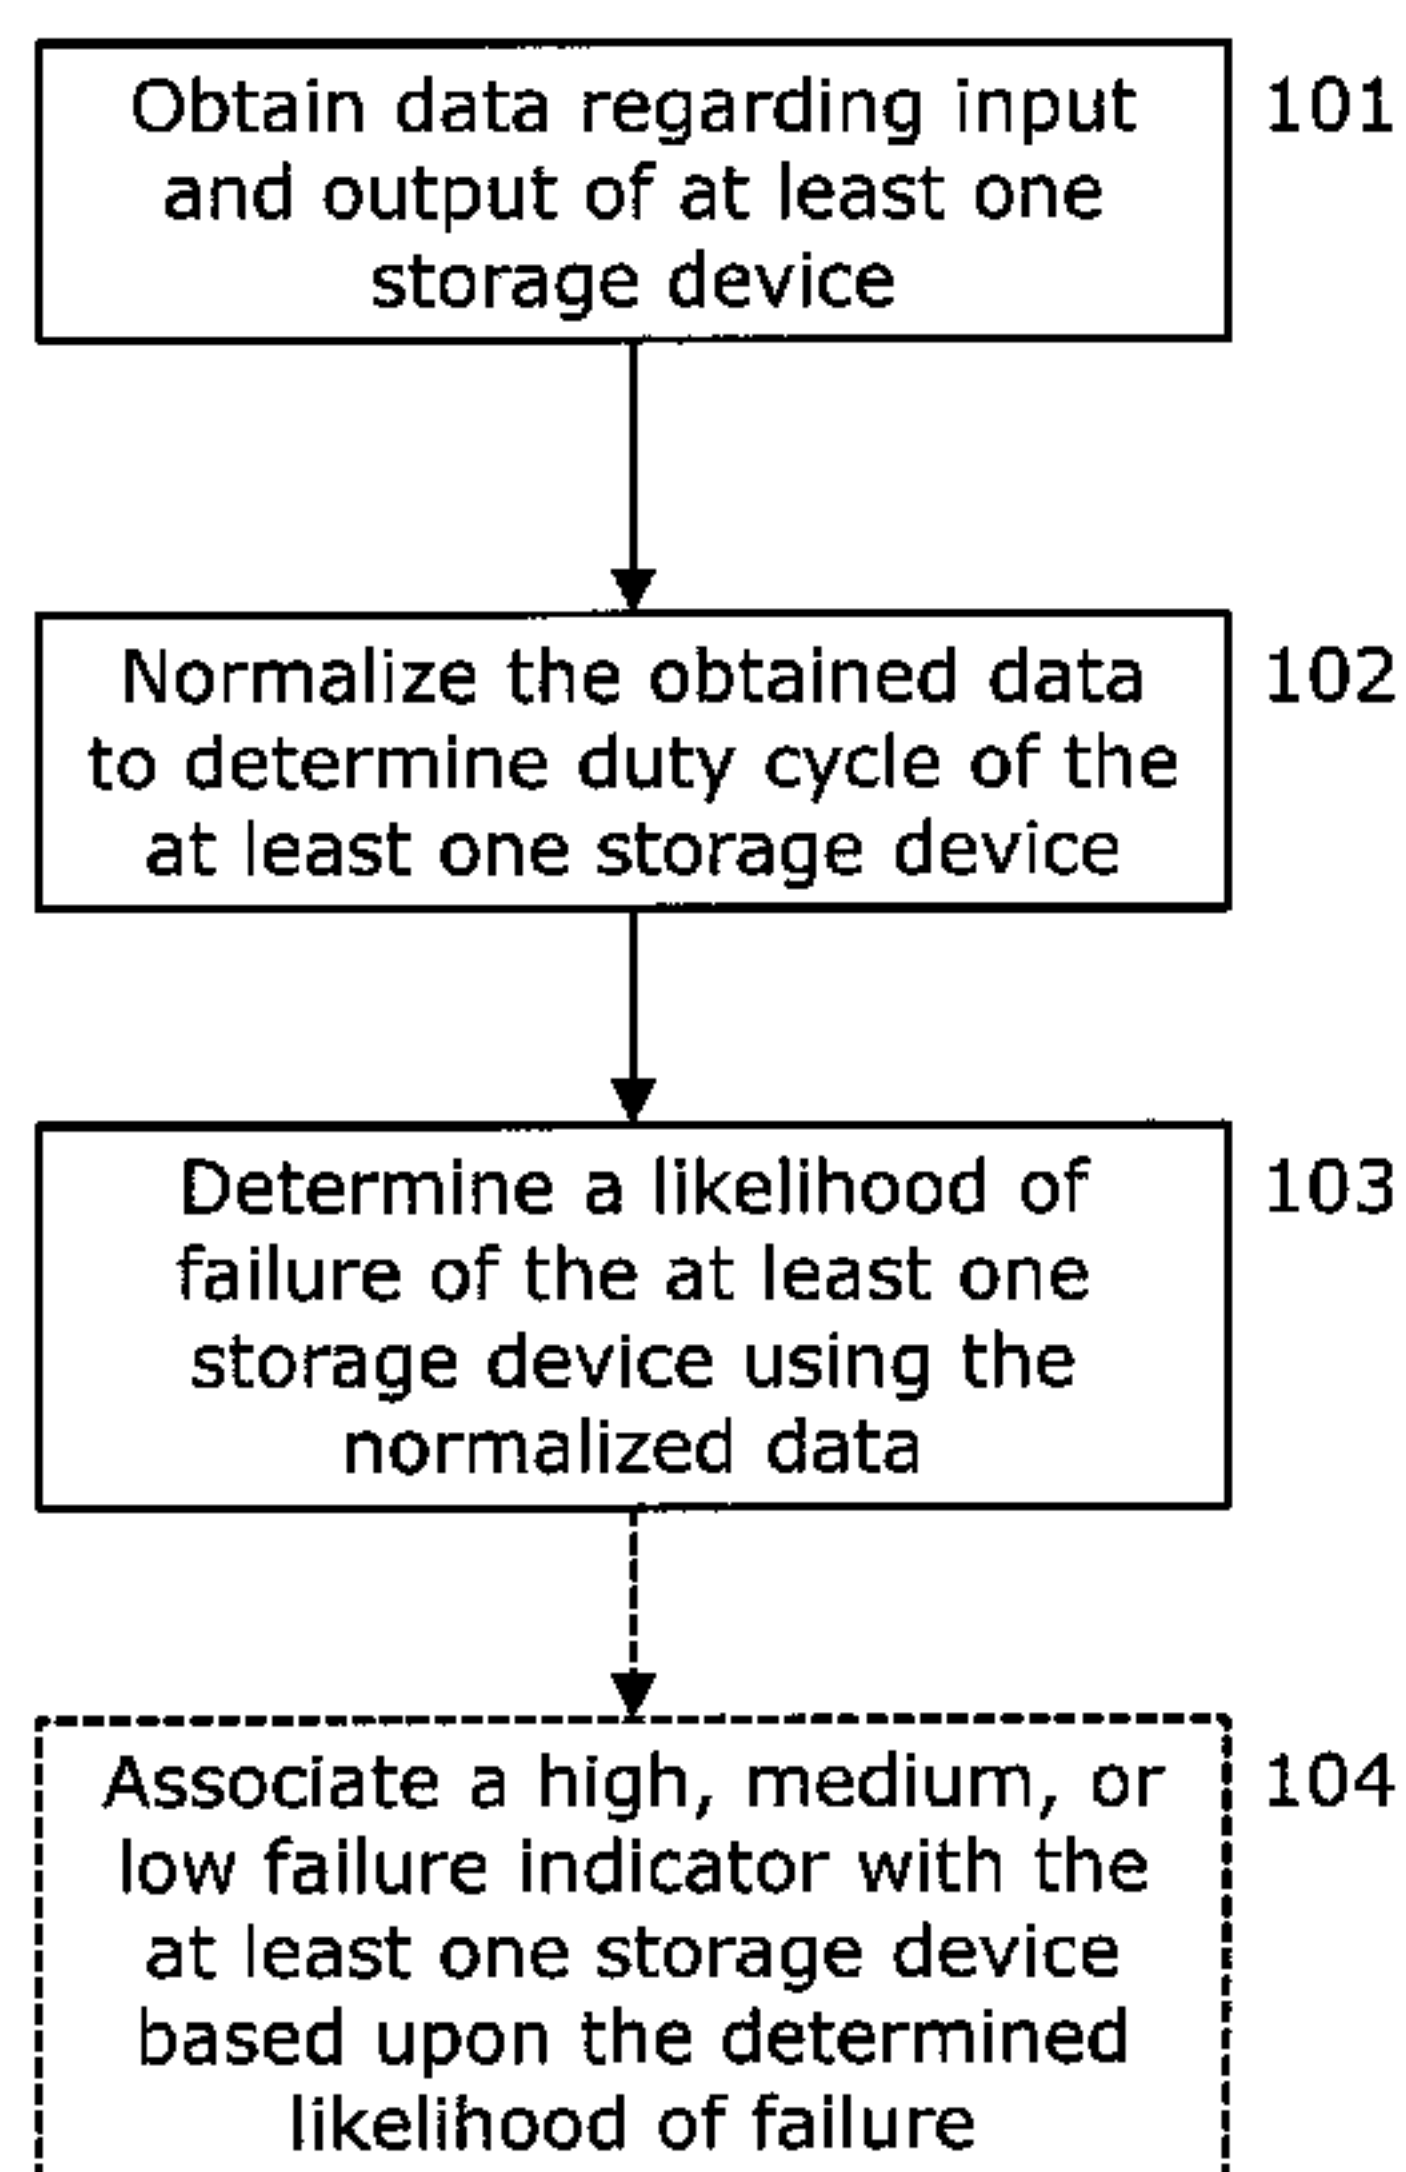 Obtain data regarding input
and output of at least one
storage device
101
Normalize the obtained data
to determine duty cycle of the
at least one storage device
102
Determine a likelihood of
failure of the at least one
storage device using the
normalized data
103
Associate a high, medium, or
low failure indicator with the
at least one storage device
based upon the determined
likelihood of failure
104